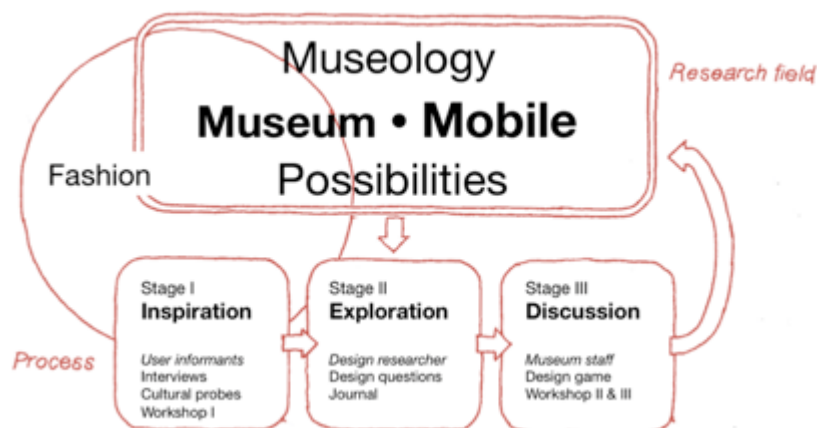 Museology
Research field
Museum • Mobile
Fashion
Possibilities
Stage I
Inspiration
User informants
Interviews
Cultural probes
Workshop I
Stage II
Exploration
Design researcher
Design questions
Journal
Stage III
Discussion
Museum staff
Design game
Workshop II & III
Process